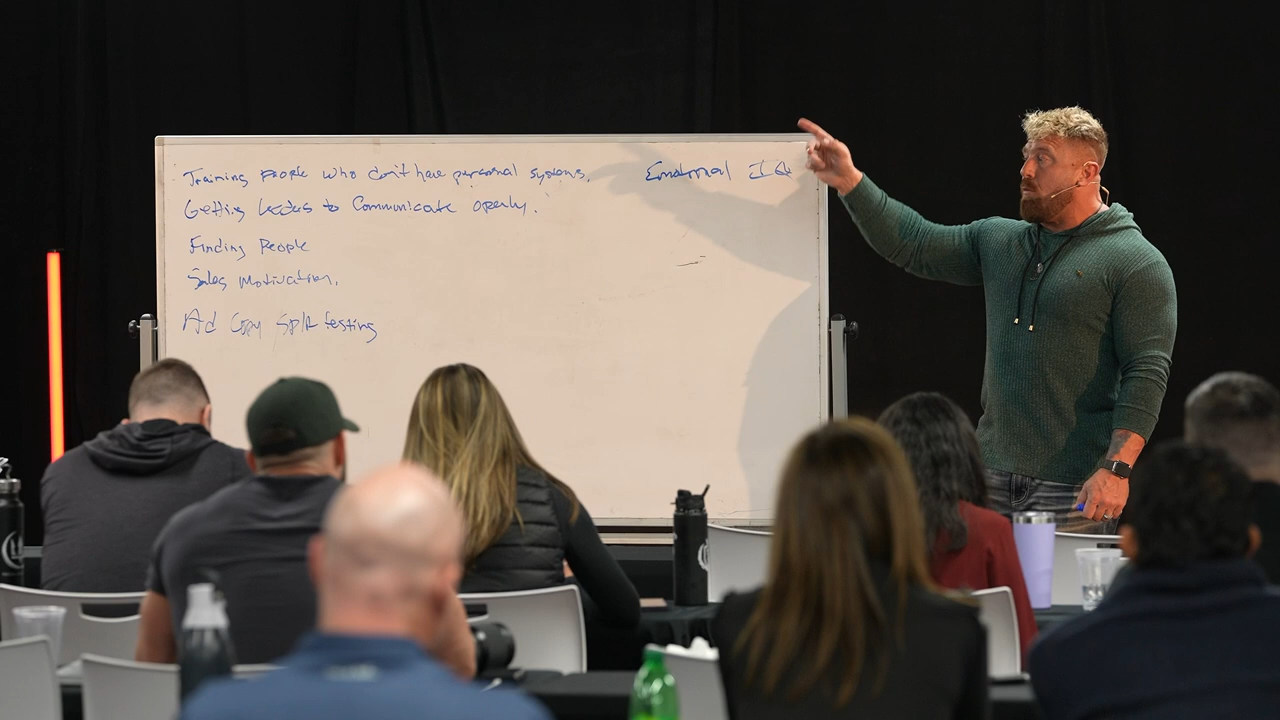 Training People who don't have personal systems. Emotional IQ
Getting leaders to Communicate openly.
Finding People
Sales Motivation.
Ad Copy Split testing